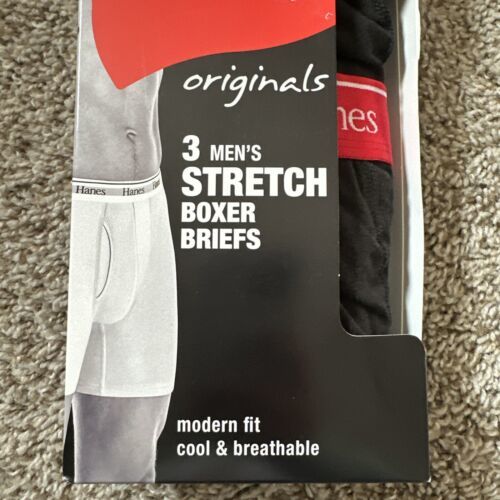 originals
3 MEN'S
STRETCH
BOXER
BRIEFS
Hanes Hanes
modern fit
cool & breathable